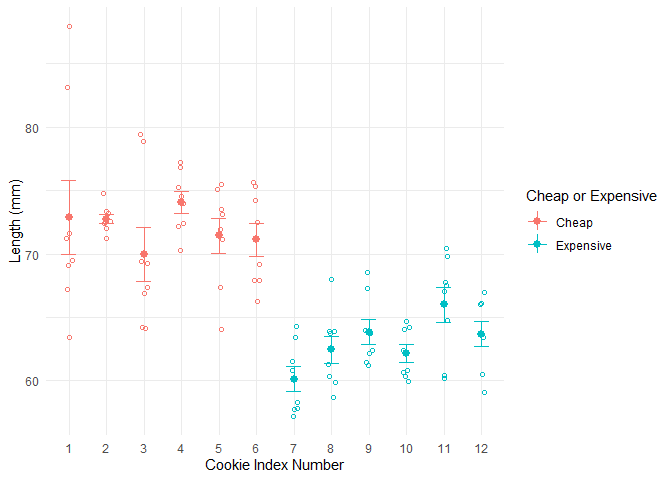 80
70
60
Length (mm)
1 2 3 4 5 6 7 8 9 10 11 12
Cookie Index Number
Cheap or Expensive
Cheap
Expensive